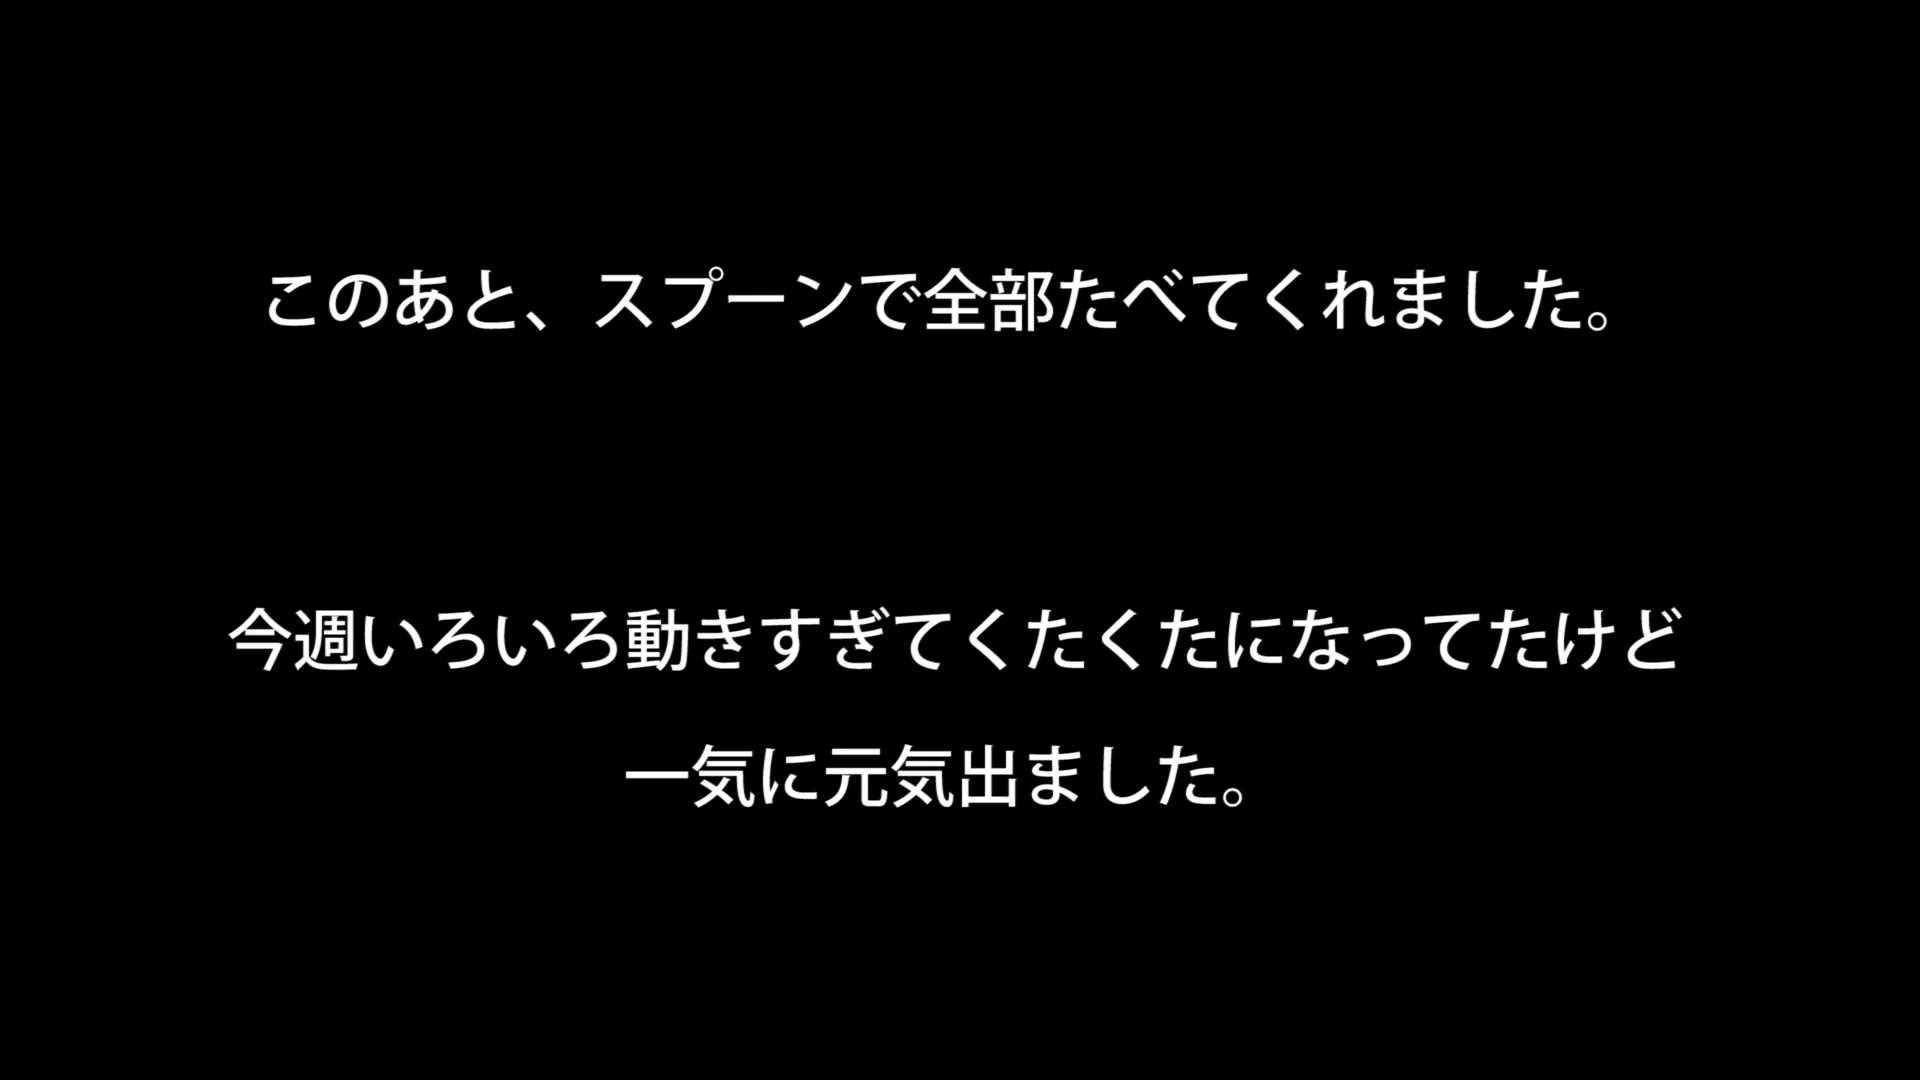 このあと、スプーンで全部たべてくれました。
今週いろいろ動きすぎてくたくたになってたけど
一気に元気出ました。